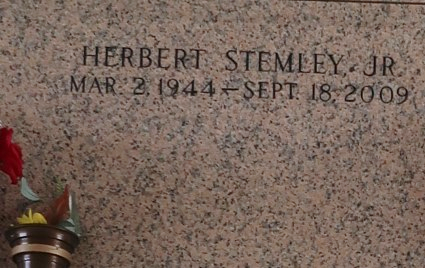 HERBERT STEMLEY, JR
MAR 2, 1944 – SEPT. 18, 2009